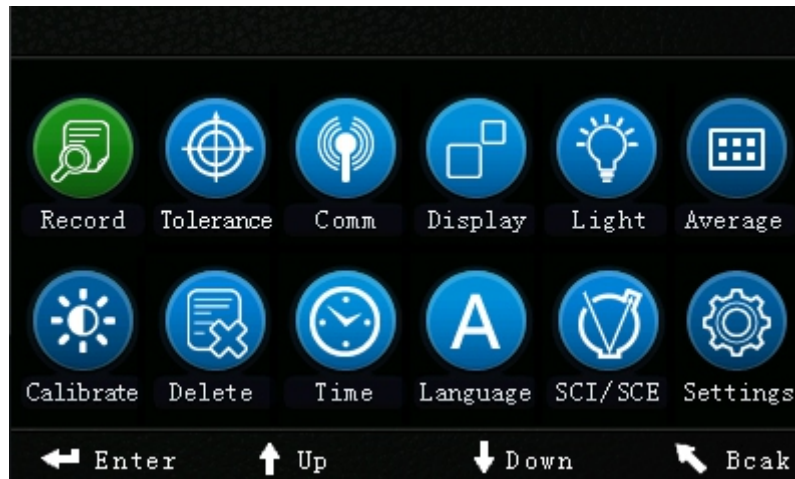 Record Tolerance Comm Display Light Average
Calibrate Delete Time Language SCI/SCE Settings
Enter Up Down Bcak